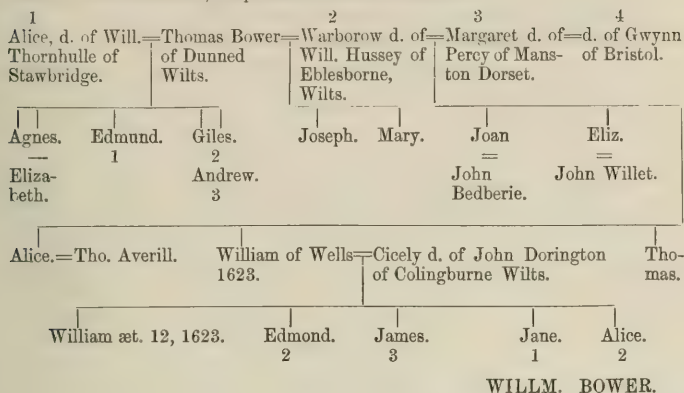 1 2 3 4
Alice, d. of Will.=Thomas Bower=Warborow d. of=Margaret d. of=d. of Gwynn
Thornhulle of of Dunned Will. Hussey of Percy of Mans- of Bristol.
Stawbridge. Wilts. Eblesborne, ton Dorset.
Wilts.
Agnes. Edmund. Giles. Joseph. Mary. Joan Eliz.
— 1 2 = =
Eliza- Andrew. John John Willet.
beth. 3 Bedberie.
Alice.=Tho. Averill. William of Wells=Cicely d. of John Dorington Tho-
1623. of Colingburne Wilts. mas.
William æt. 12, 1623. Edmond. James. Jane. Alice.
2 3 1 2
WILLM. BOWER.